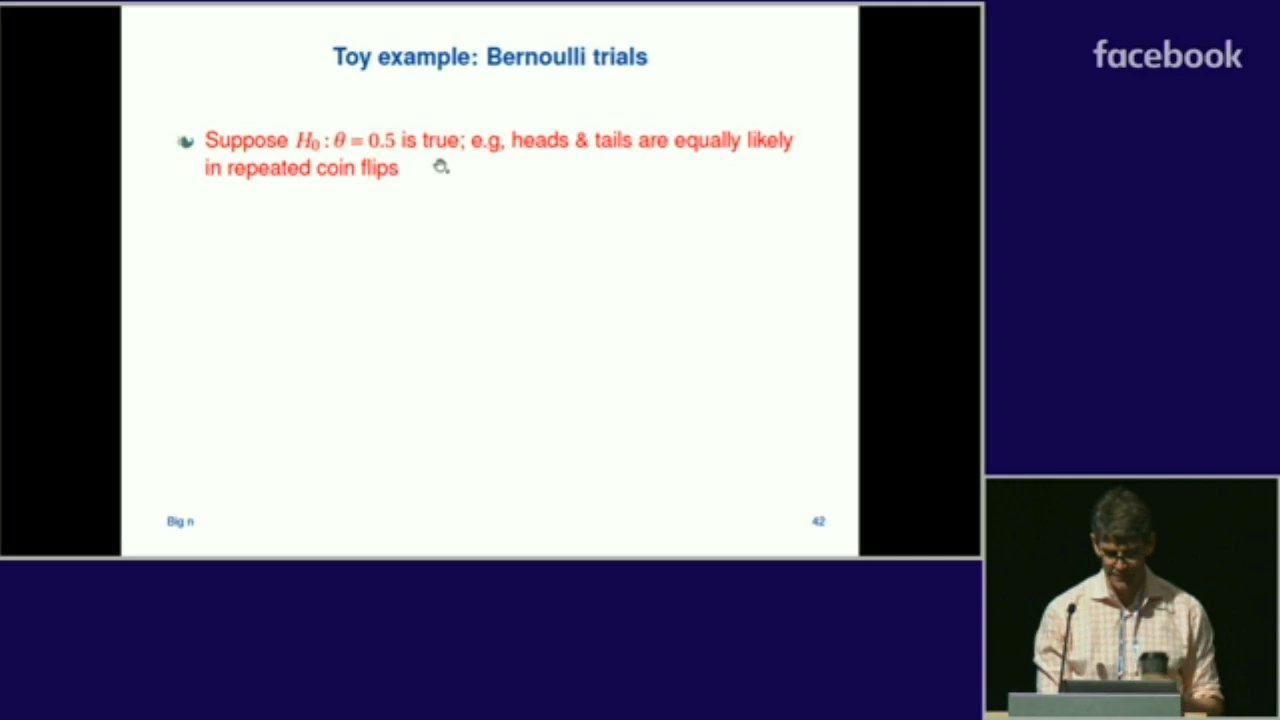 Toy example: Bernoulli trials
facebook
Suppose H₀ : θ = 0.5 is true; e.g, heads & tails are equally likely
in repeated coin flips
Big n
42